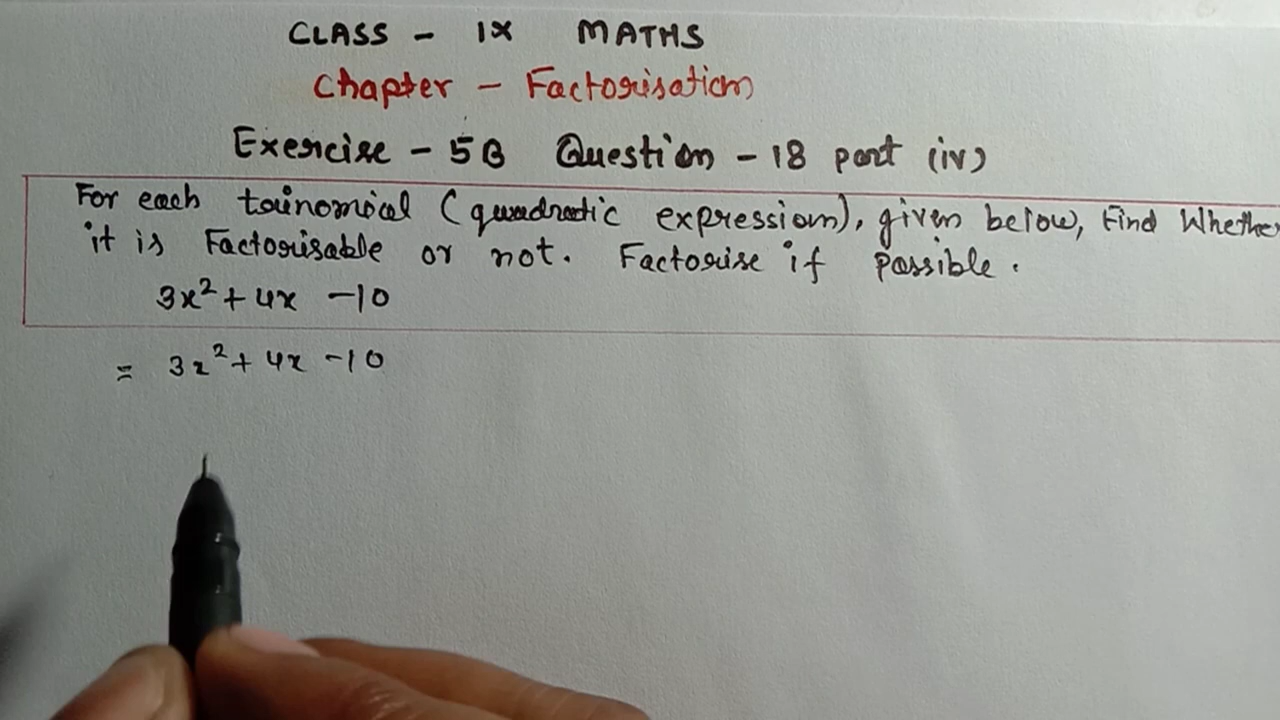 CLASS - IX MATHS
Chapter - Factorisation
Exercise - 5B Question - 18 part (iv)
For each trinomial (quadratic expression), given below, Find Whether
it is Factorisable or not. Factorise if possible.
3x² + 4x - 10
= 3x² + 4x - 10